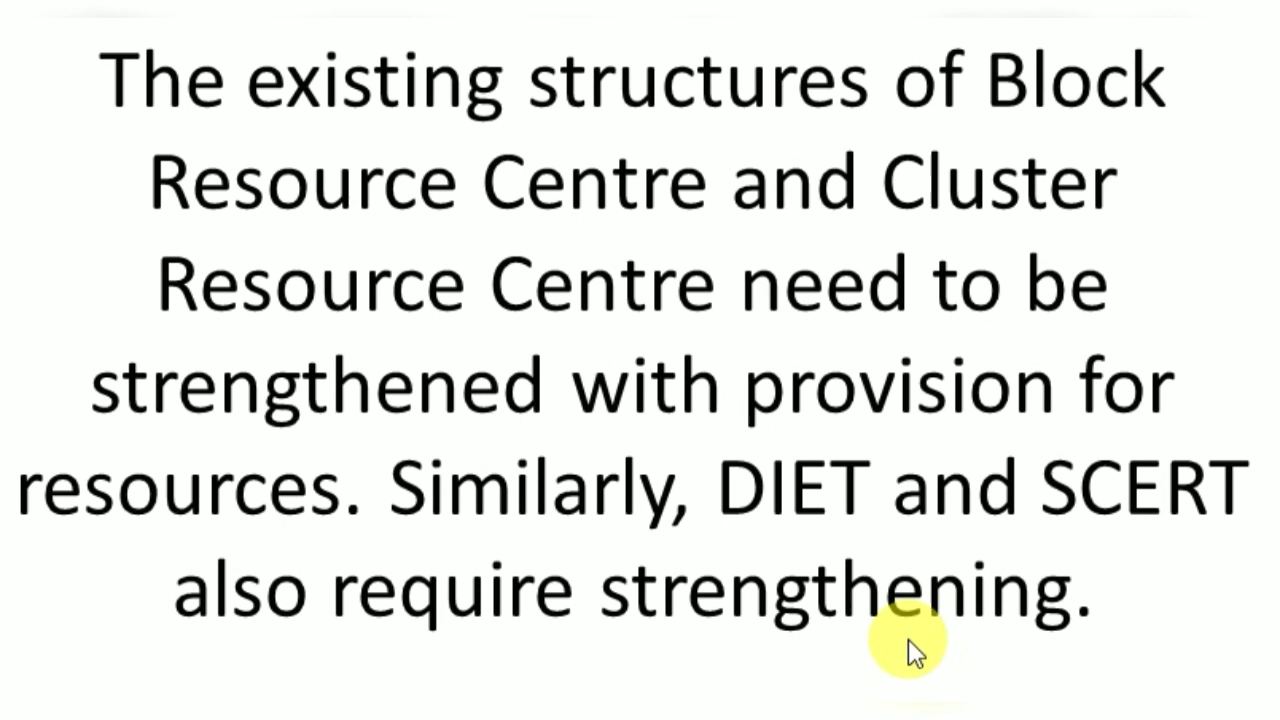 The existing structures of Block
Resource Centre and Cluster
Resource Centre need to be
strengthened with provision for
resources. Similarly, DIET and SCERT
also require strengthening.